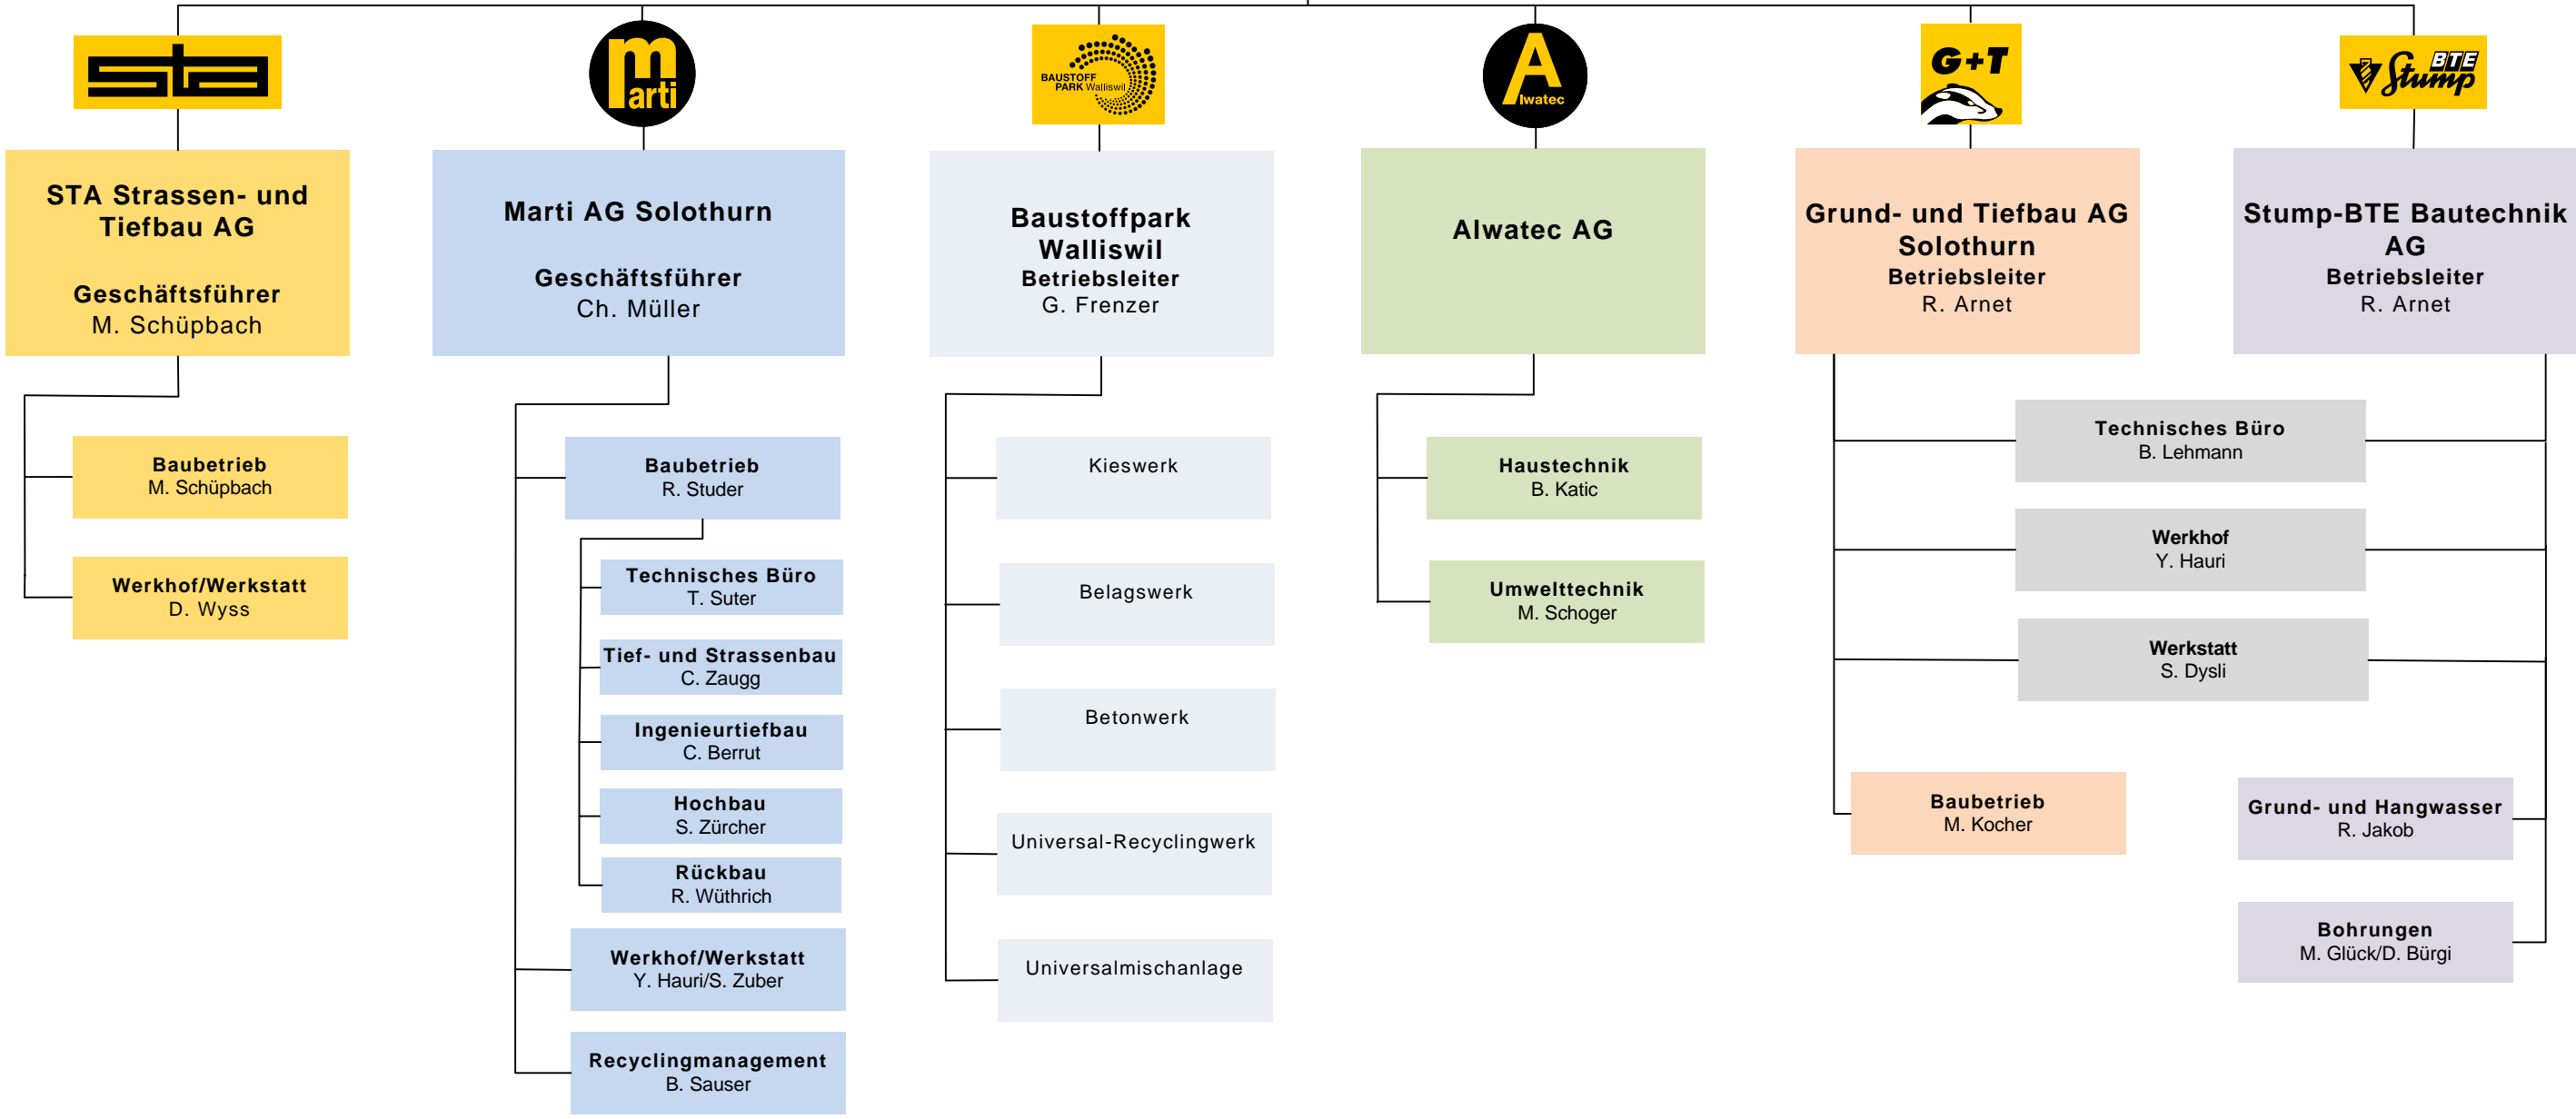 sta
marti
BAUSTOFF
PARK Walliswil
Alwatec
G+T
Stump BTE
STA Strassen- und
Tiefbau AG
Geschäftsführer
M. Schüpbach
Baubetrieb
M. Schüpbach
Werkhof/Werkstatt
D. Wyss
Marti AG Solothurn
Geschäftsführer
Ch. Müller
Baubetrieb
R. Studer
Technisches Büro
T. Suter
Tief- und Strassenbau
C. Zaugg
Ingenieurtiefbau
C. Berrut
Hochbau
S. Zürcher
Rückbau
R. Wüthrich
Werkhof/Werkstatt
Y. Hauri/S. Zuber
Recyclingmanagement
B. Sauser
Baustoffpark
Walliswil
Betriebsleiter
G. Frenzer
Kieswerk
Belagswerk
Betonwerk
Universal-Recyclingwerk
Universalmischanlage
Alwatec AG
Haustechnik
B. Katic
Umwelttechnik
M. Schoger
Grund- und Tiefbau AG
Solothurn
Betriebsleiter
R. Arnet
Stump-BTE Bautechnik
AG
Betriebsleiter
R. Arnet
Technisches Büro
B. Lehmann
Werkhof
Y. Hauri
Werkstatt
S. Dysli
Baubetrieb
M. Kocher
Grund- und Hangwasser
R. Jakob
Bohrungen
M. Glück/D. Bürgi